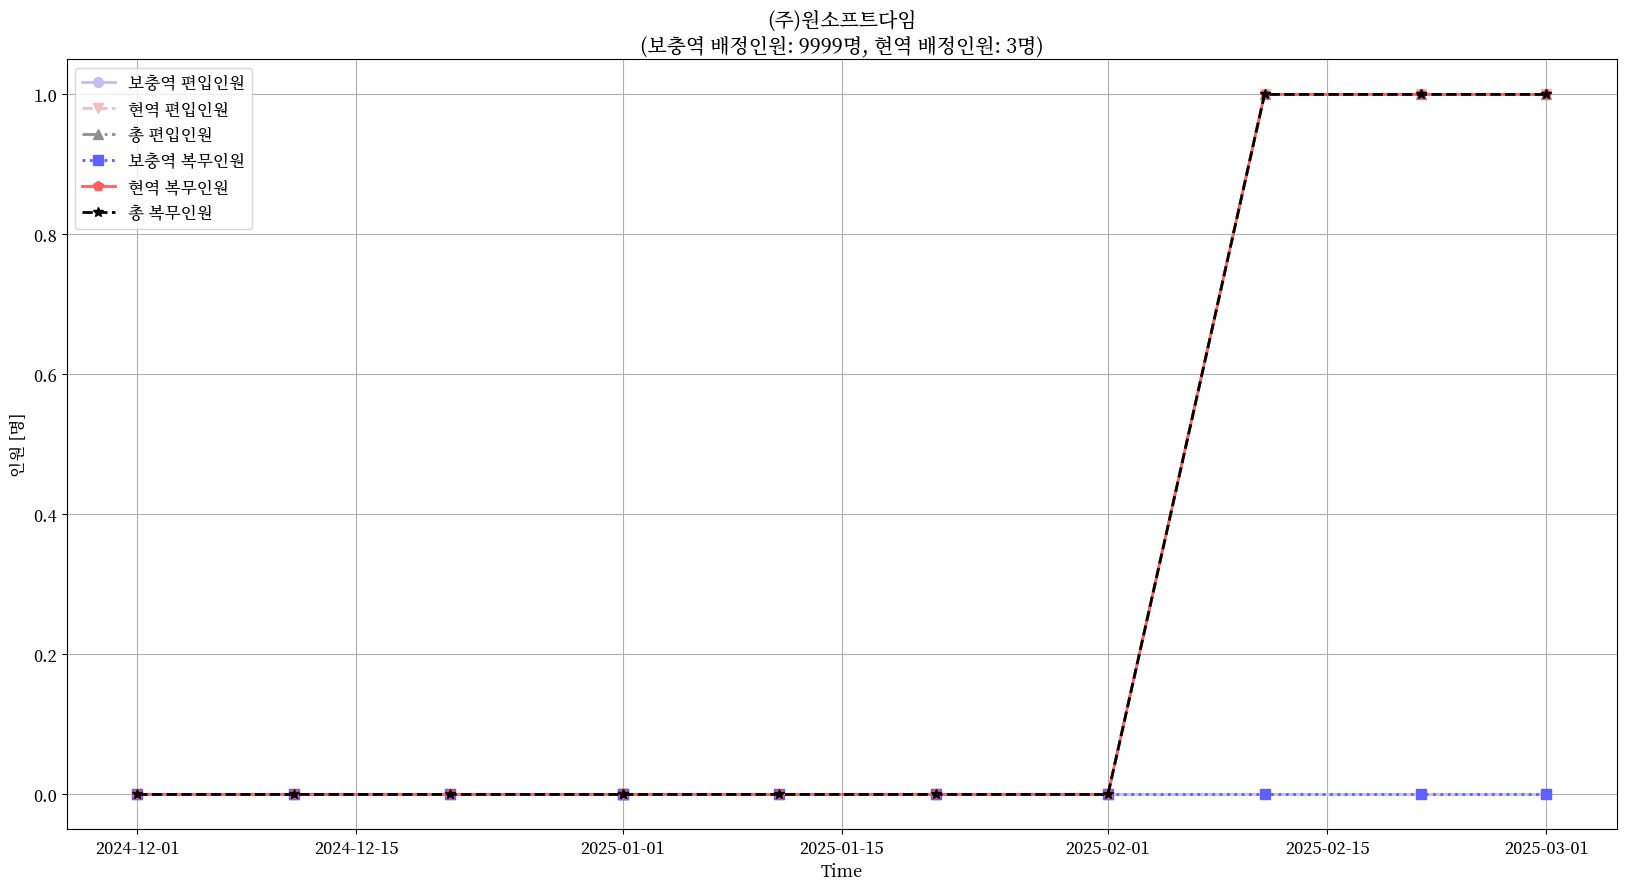 (주)원소프트다임
(보충역 배정인원: 9999명, 현역 배정인원: 3명)
보충역 편입인원
현역 편입인원
총 편입인원
보충역 복무인원
현역 복무인원
총 복무인원
1.0
0.8
0.6
0.4
0.2
0.0
인원 [명]
2024-12-01 2024-12-15 2025-01-01 2025-01-15 2025-02-01 2025-02-15 2025-03-01
Time